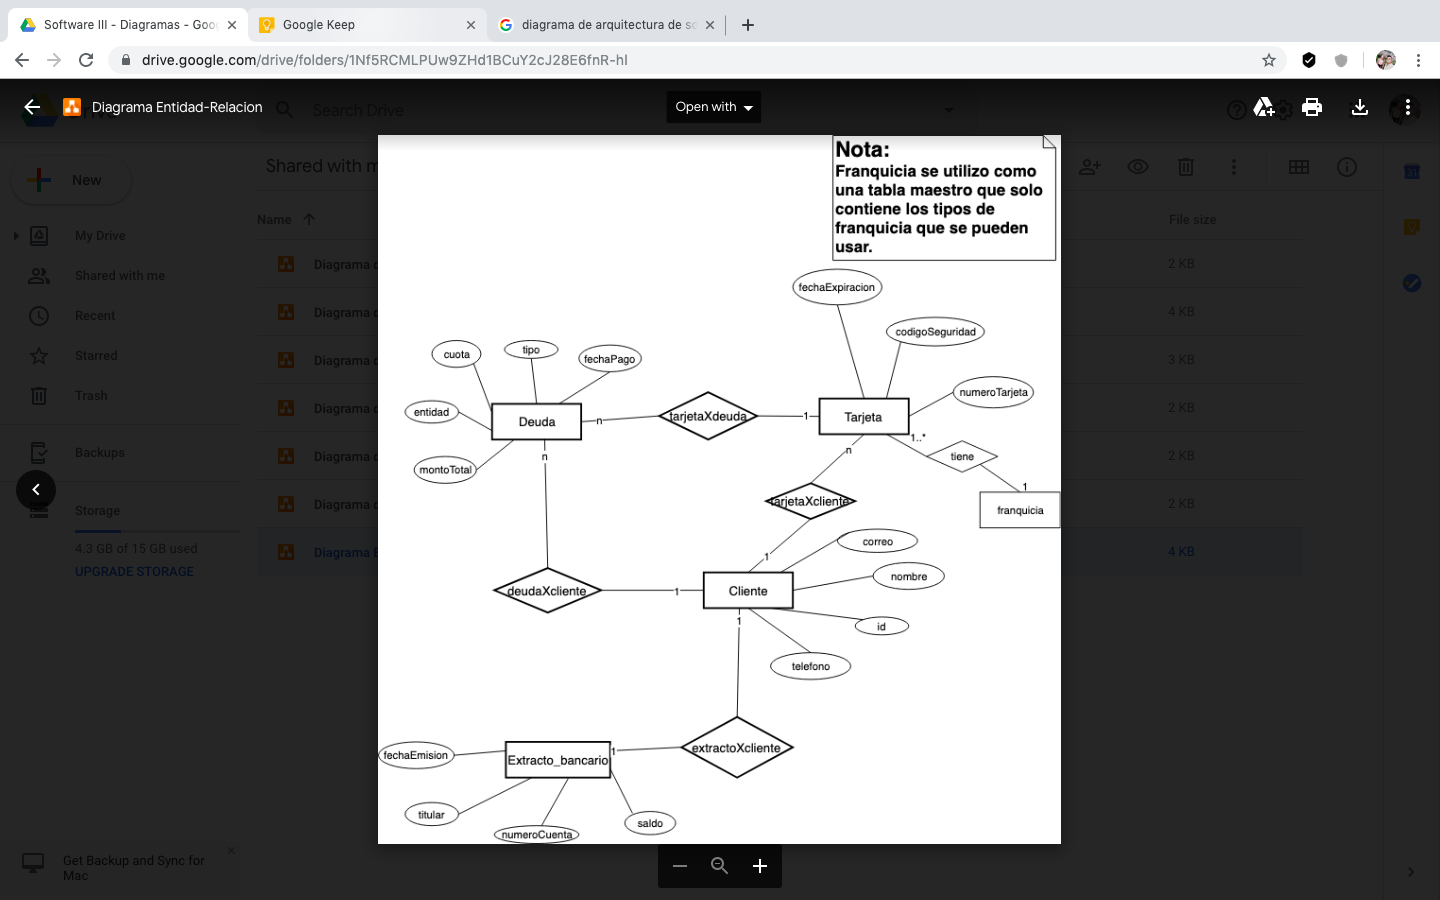 Software III - Diagramas - Goo
Google Keep
diagrama de arquitectura de so
drive.google.com/drive/folders/1Nf5RCMLPUw9ZHd1BCuY2cJ28E6fnR-hI
Diagrama Entidad-Relacion
Open with
Search Drive
New
Shared with m
Name
File size
My Drive
Shared with me
Recent
Starred
Trash
Backups
Storage
4.3 GB of 15 GB used
UPGRADE STORAGE
Get Backup and Sync for
Mac
Diagrama
2 KB
Diagrama
4 KB
Diagrama
3 KB
Diagrama
2 KB
Diagrama
2 KB
Diagrama
2 KB
Diagrama
4 KB
31
Nota:
Franquicia se utilizo como
una tabla maestro que solo
contiene los tipos de
franquicia que se pueden
usar.
fechaExpiracion
codigoSeguridad
numeroTarjeta
cuota
tipo
fechaPago
entidad
montoTotal
Deuda
n
tarjetaXdeuda
1
Tarjeta
1..*
tiene
1
franquicia
n
n
tarjetaXcliente
1
correo
nombre
id
telefono
Cliente
deudaXcliente
1
1
extractoXcliente
1
Extracto_bancario
fechaEmision
titular
numeroCuenta
saldo